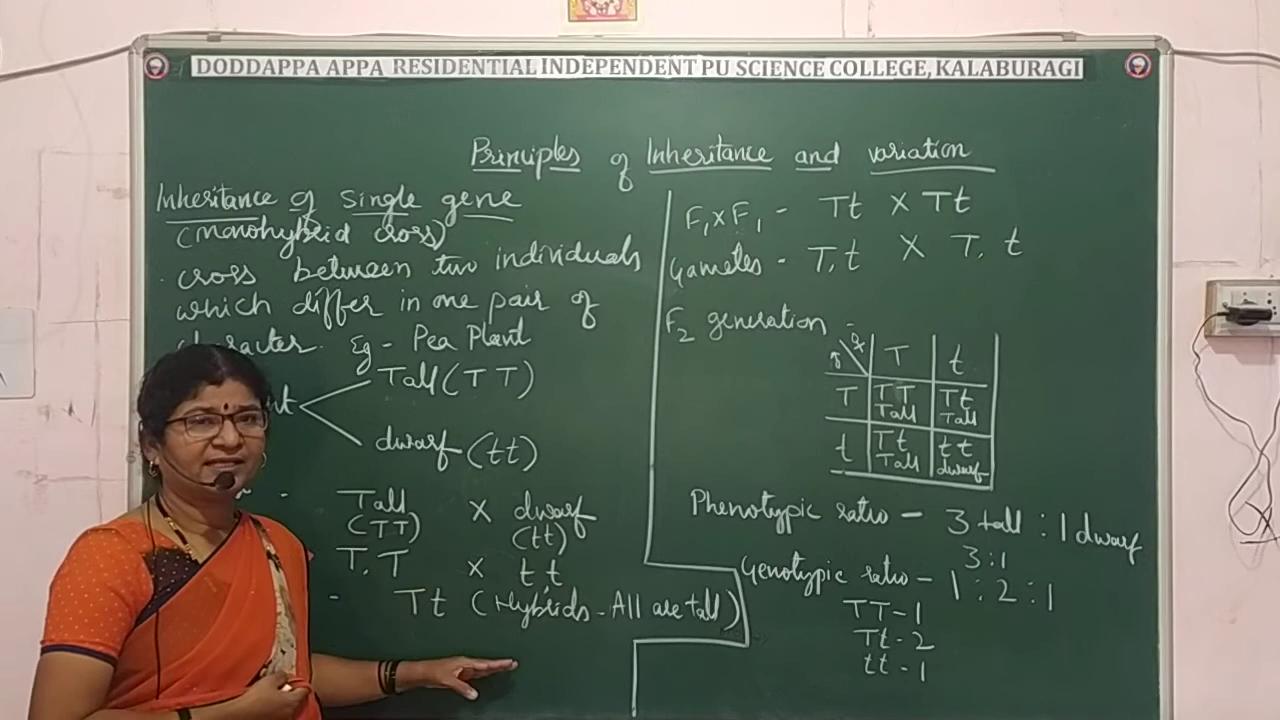 DODDAPPA APPA RESIDENTIAL INDEPENDENT PU SCIENCE COLLEGE, KALABURAGI
Principles of Inheritance and variation
Inheritance of single gene
(Monohybrid cross)
. cross between two individuals
which differ in one pair of
character. Eg - Pea Plant
Tall (TT)
dwarf (tt)
Tall X dwarf
(TT) (tt)
T, T X t, t
- Tt (Hybrids - All are tall)
F1 x F1 - Tt X Tt
Gametes - T, t X T, t
F2 generation -
♂ ♀ T t
T TT Tall Tt Tall
t Tt Tall tt dwarf
Phenotypic ratio - 3 tall : 1 dwarf
3:1
Genotypic ratio - 1 : 2 : 1
TT - 1
Tt - 2
tt - 1